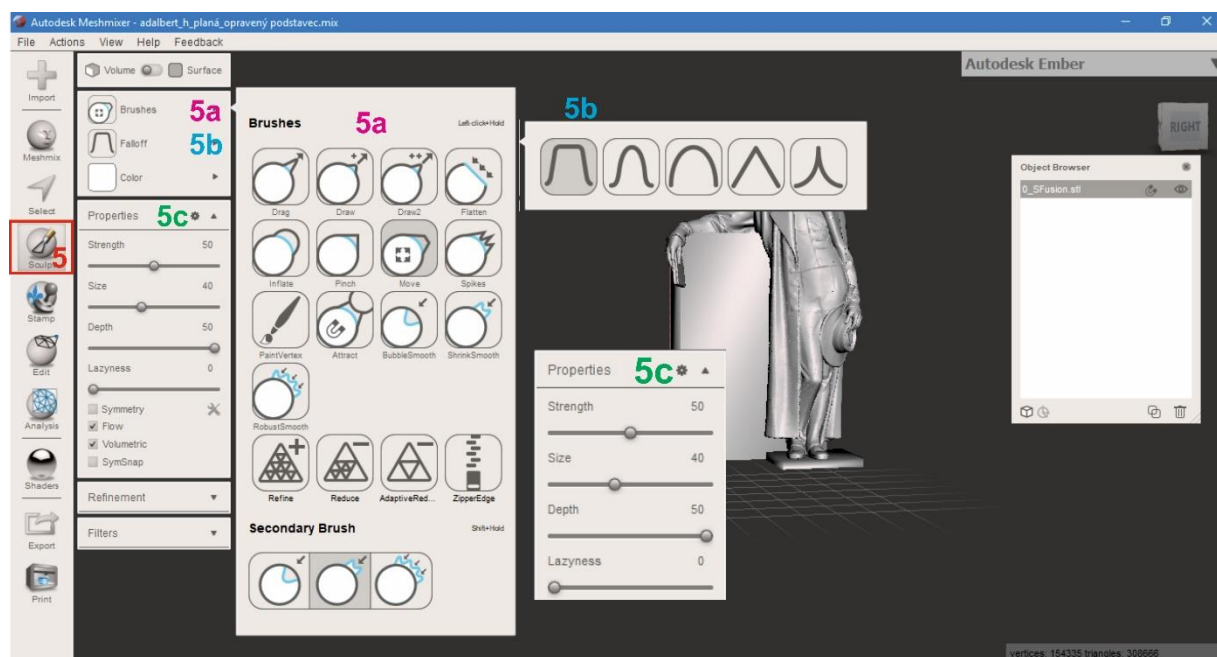 Autodesk Meshmixer - adalbert_h_planá_opravený podstavec.mix
File Actions View Help Feedback
Import
Meshmix
Select
Sculpt
5
Stamp
Edit
Analysis
Shaders
Export
Print
Volume Surface
Brushes 5a
Falloff 5b
Color
Properties 5c
Strength 50
Size 40
Depth 50
Lazyness 0
Symmetry
Flow
Volumetric
SymSnap
Refinement
Filters
Brushes 5a Left-click+Hold
Drag Draw Draw2 Flatten
Inflate Pinch Move Spikes
PaintVertex Attract BubbleSmooth ShrinkSmooth
RobustSmooth
Refine Reduce AdaptiveRed... ZipperEdge
Secondary Brush Shift+Hold
5b
Properties 5c
Strength 50
Size 40
Depth 50
Lazyness 0
Autodesk Ember
RIGHT
Object Browser
0_SFusion.stl
vertices: 154335 triangles: 308666